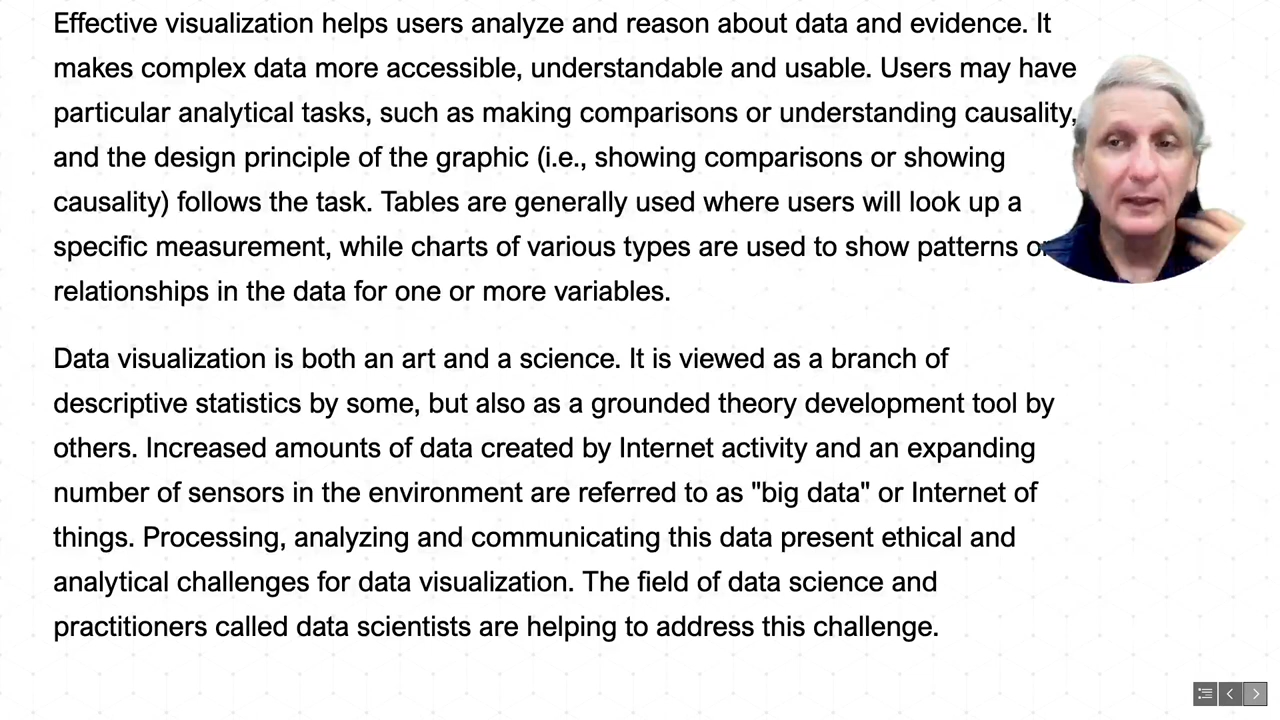 Effective visualization helps users analyze and reason about data and evidence. It
makes complex data more accessible, understandable and usable. Users may have
particular analytical tasks, such as making comparisons or understanding causality,
and the design principle of the graphic (i.e., showing comparisons or showing
causality) follows the task. Tables are generally used where users will look up a
specific measurement, while charts of various types are used to show patterns or
relationships in the data for one or more variables.
Data visualization is both an art and a science. It is viewed as a branch of
descriptive statistics by some, but also as a grounded theory development tool by
others. Increased amounts of data created by Internet activity and an expanding
number of sensors in the environment are referred to as "big data" or Internet of
things. Processing, analyzing and communicating this data present ethical and
analytical challenges for data visualization. The field of data science and
practitioners called data scientists are helping to address this challenge.